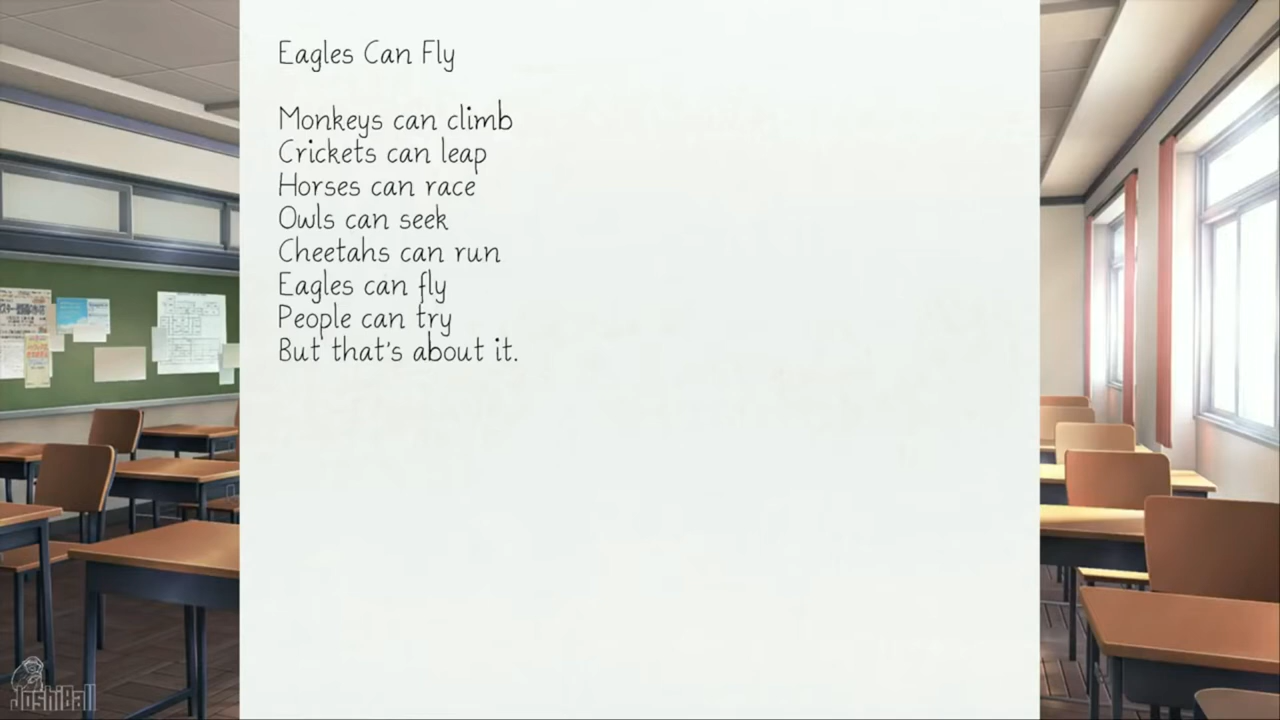 Eagles Can Fly
Monkeys can climb
Crickets can leap
Horses can race
Owls can seek
Cheetahs can run
Eagles can fly
People can try
But that's about it.
JoshiBall